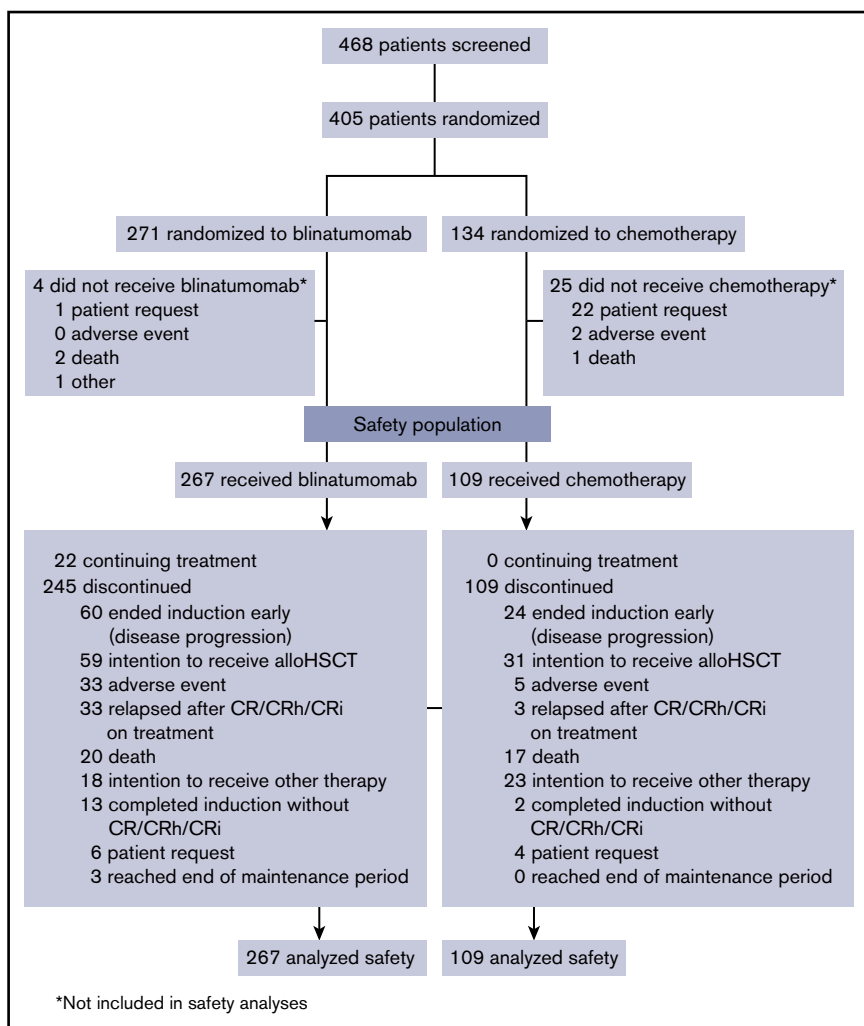 468 patients screened
405 patients randomized
271 randomized to blinatumomab
134 randomized to chemotherapy
4 did not receive blinatumomab*
1 patient request
0 adverse event
2 death
1 other
25 did not receive chemotherapy*
22 patient request
2 adverse event
1 death
Safety population
267 received blinatumomab
109 received chemotherapy
22 continuing treatment
245 discontinued
60 ended induction early
(disease progression)
59 intention to receive alloHSCT
33 adverse event
33 relapsed after CR/CRh/CRi
on treatment
20 death
18 intention to receive other therapy
13 completed induction without
CR/CRh/CRi
6 patient request
3 reached end of maintenance period
0 continuing treatment
109 discontinued
24 ended induction early
(disease progression)
31 intention to receive alloHSCT
5 adverse event
3 relapsed after CR/CRh/CRi
on treatment
17 death
23 intention to receive other therapy
2 completed induction without
CR/CRh/CRi
4 patient request
0 reached end of maintenance period
267 analyzed safety
109 analyzed safety
*Not included in safety analyses